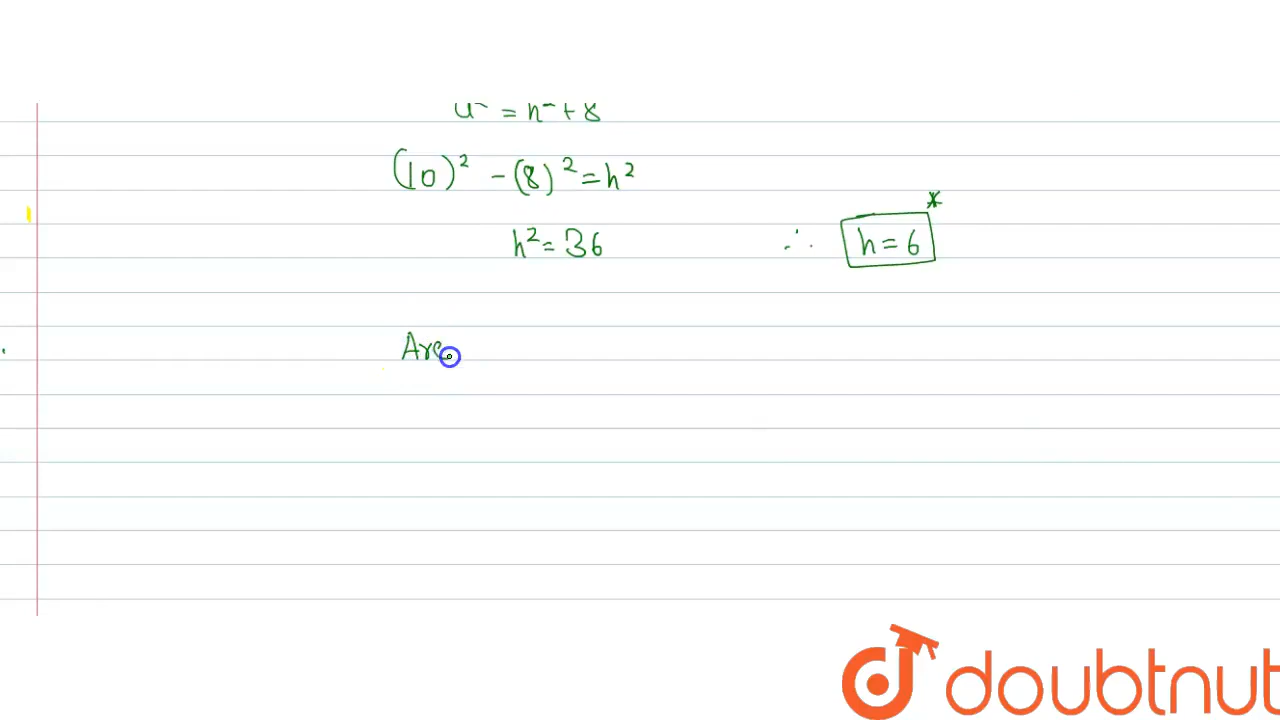 (10)² - (8)² = h²
h² = 36 ∴ h = 6 *
Are
doubtnut